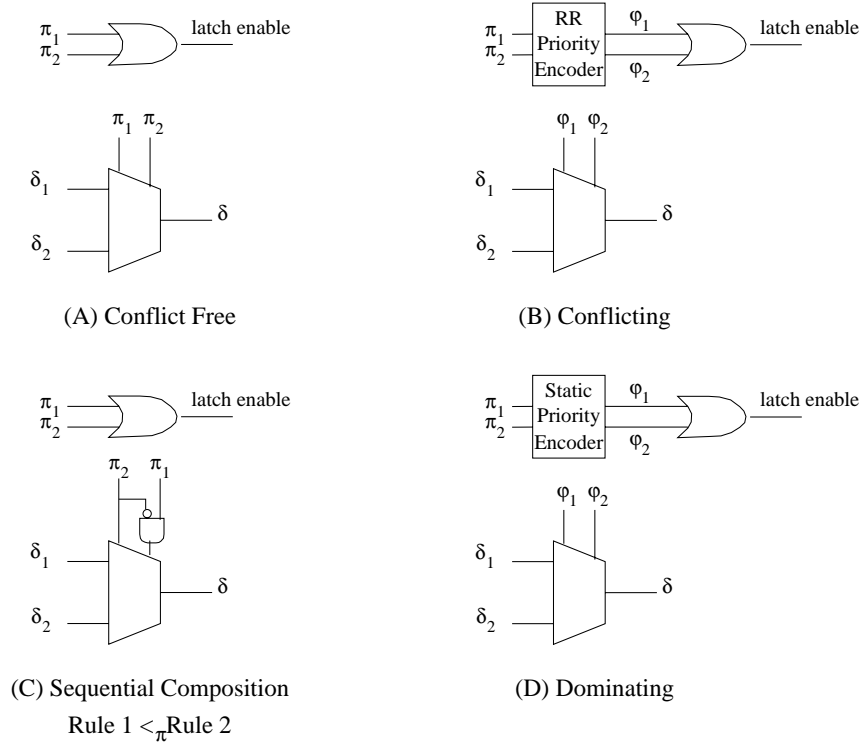 π1
π2
latch enable
π1 π2
δ1
δ2
δ
(A) Conflict Free
π1
π2
RR
Priority
Encoder
φ1
φ2
latch enable
φ1 φ2
δ1
δ2
δ
(B) Conflicting
π1
π2
latch enable
π2 π1
δ1
δ2
δ
(C) Sequential Composition
Rule 1 <π Rule 2
π1
π2
Static
Priority
Encoder
φ1
φ2
latch enable
φ1 φ2
δ1
δ2
δ
(D) Dominating